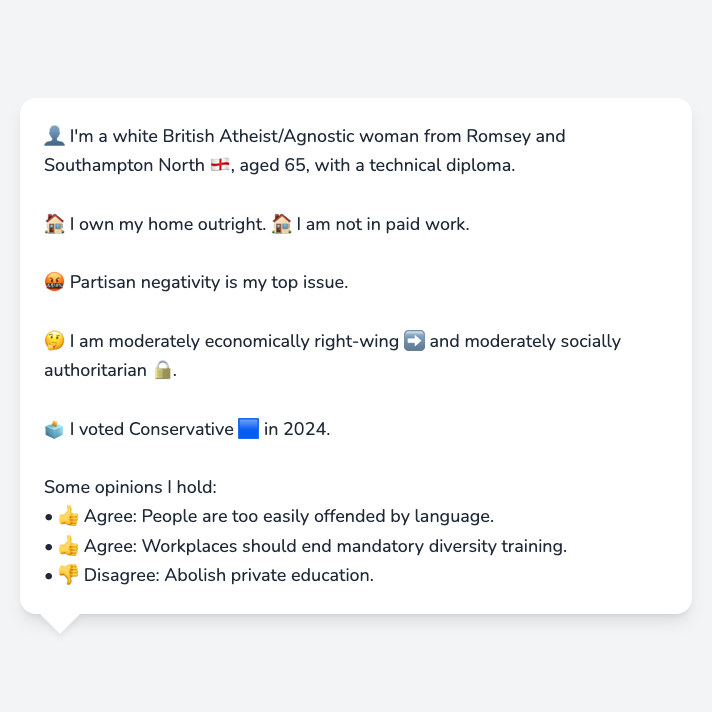 👤 I'm a white British Atheist/Agnostic woman from Romsey and
Southampton North 🏴󠁧󠁢󠁥󠁮󠁧󠁿, aged 65, with a technical diploma.
🏠 I own my home outright. 🏠 I am not in paid work.
🤬 Partisan negativity is my top issue.
🤔 I am moderately economically right-wing ➡️ and moderately socially
authoritarian 🔒.
🗳️ I voted Conservative 🟦 in 2024.
Some opinions I hold:
• 👍 Agree: People are too easily offended by language.
• 👍 Agree: Workplaces should end mandatory diversity training.
• 👎 Disagree: Abolish private education.